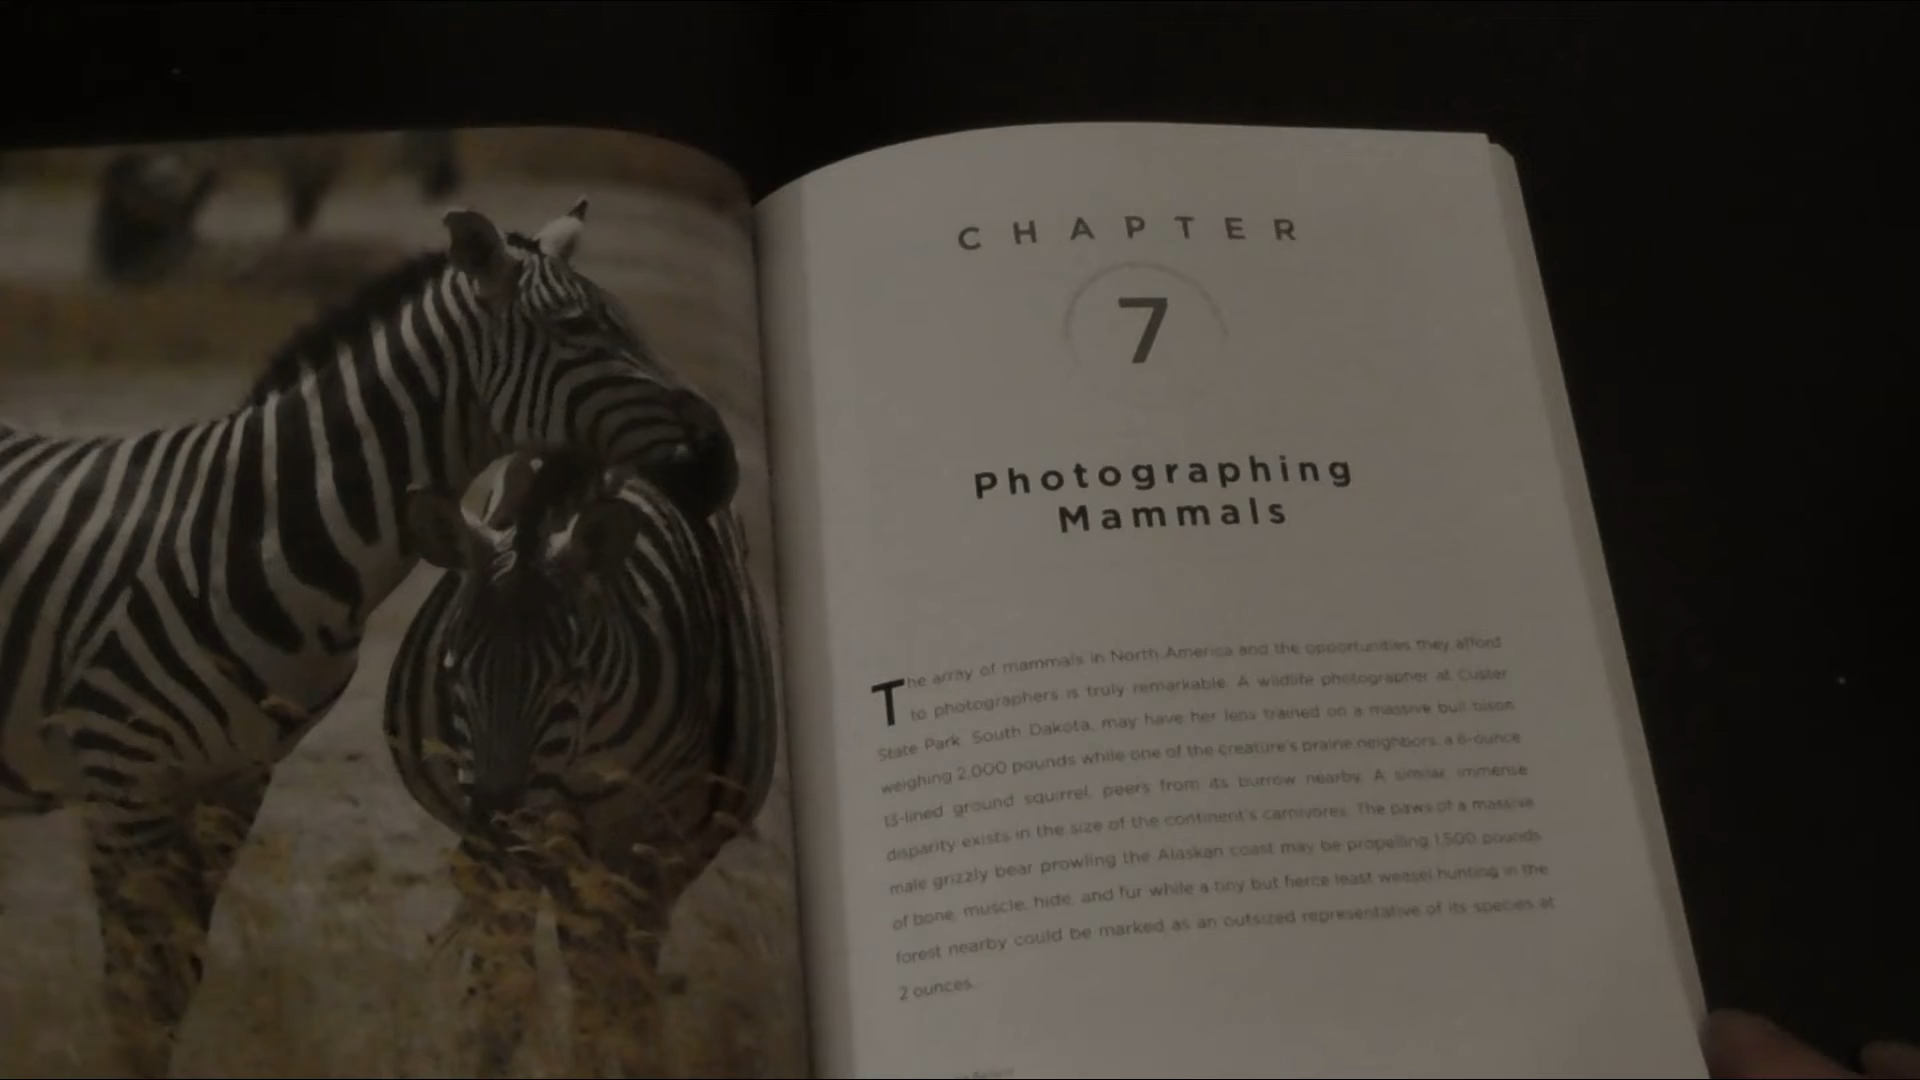 CHAPTER
7
Photographing
Mammals
The array of mammals in North America and the opportunities they afford
to photographers is truly remarkable. A wildlife photographer at Custer
State Park, South Dakota, may have her lens trained on a massive bull bison
weighing 2,000 pounds while one of the creature's prairie neighbors, a 6-ounce
13-lined ground squirrel, peers from its burrow nearby. A similar, immense
disparity exists in the size of the continent's carnivores. The paws of a massive
male grizzly bear prowling the Alaskan coast may be propelling 1,500 pounds
of bone, muscle, hide, and fur while a tiny but fierce least weasel hunting in the
forest nearby could be marked as an outsized representative of its species at
2 ounces.